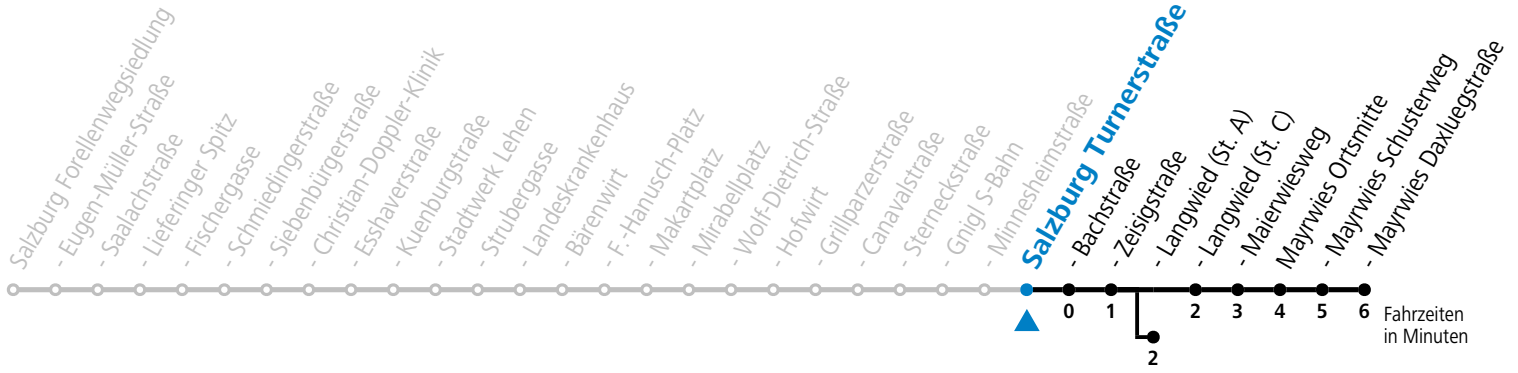 Salzburg Forellenwegsiedlung
- Eugen-Müller-Straße
- Saalachstraße
- Lieferinger Spitz
- Fischergasse
- Schmiedingerstraße
- Siebenbürgerstraße
- Christian-Doppler-Klinik
- Esshaverstraße
- Kuenburgstraße
- Stadtwerk Lehen
- Strubergasse
- Landeskrankenhaus
- Bärenwirt
- F.-Hanusch-Platz
- Makartplatz
- Mirabellplatz
- Wolf-Dietrich-Straße
- Hofwirt
- Grillparzerstraße
- Canavalstraße
- Sterneckstraße
- Gnigl S-Bahn
- Minnesheimstraße
Salzburg Turnerstraße
- Bachstraße
- Zeisigstraße
- Langwied (St. A)
- Langwied (St. C)
- Maierwiesweg
Mayrwies Ortsmitte
- Mayrwies Schusterweg
- Mayrwies Daxluegstraße
0 1 2 3 4 5 6
Fahrzeiten
in Minuten
2